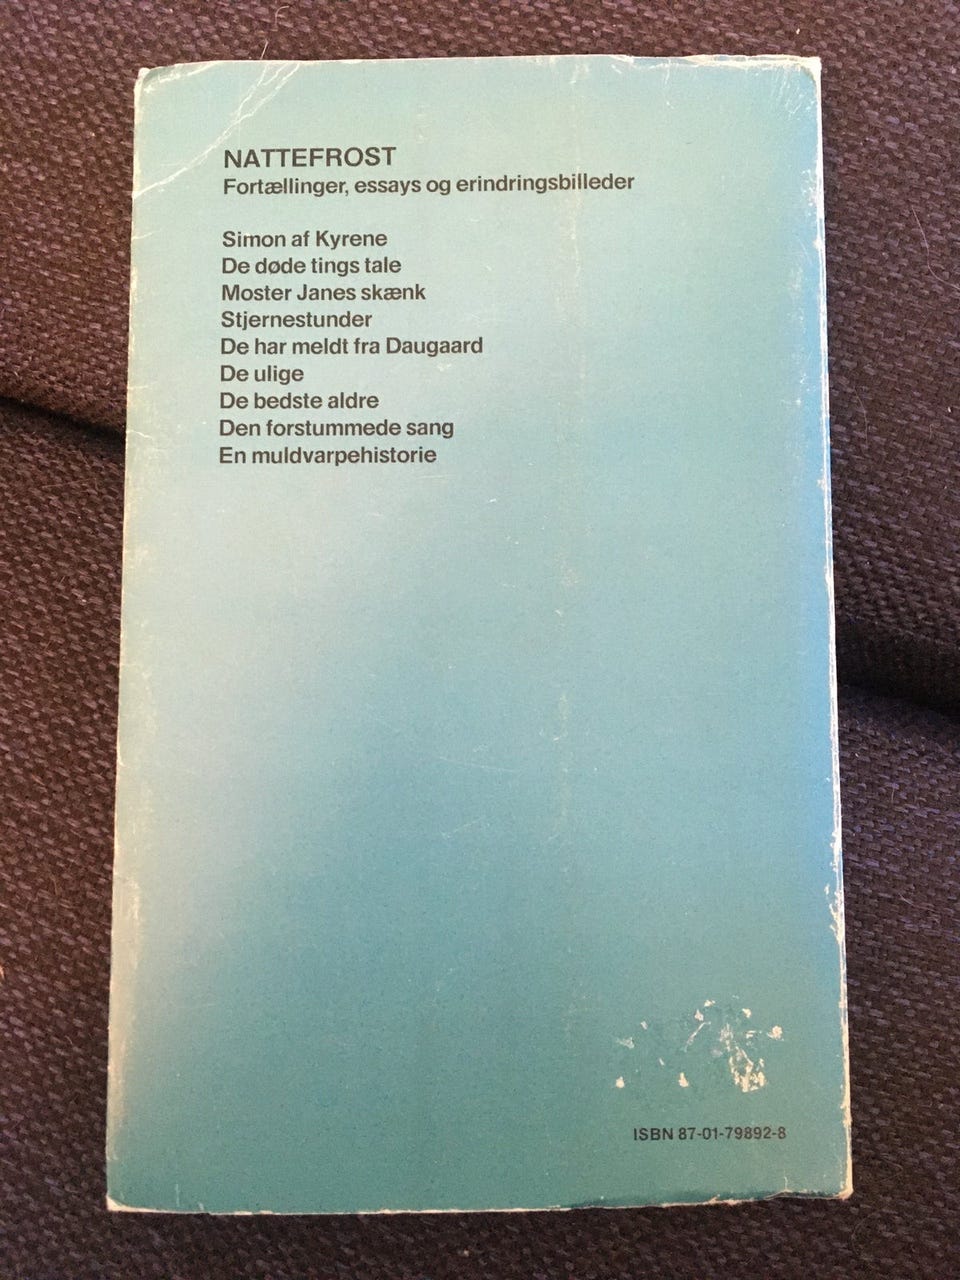 NATTEFROST
Fortællinger, essays og erindringsbilleder
Simon af Kyrene
De døde tings tale
Moster Janes skænk
Stjernestunder
De har meldt fra Daugaard
De ulige
De bedste aldre
Den forstummede sang
En muldvarpehistorie
ISBN 87-01-79892-8